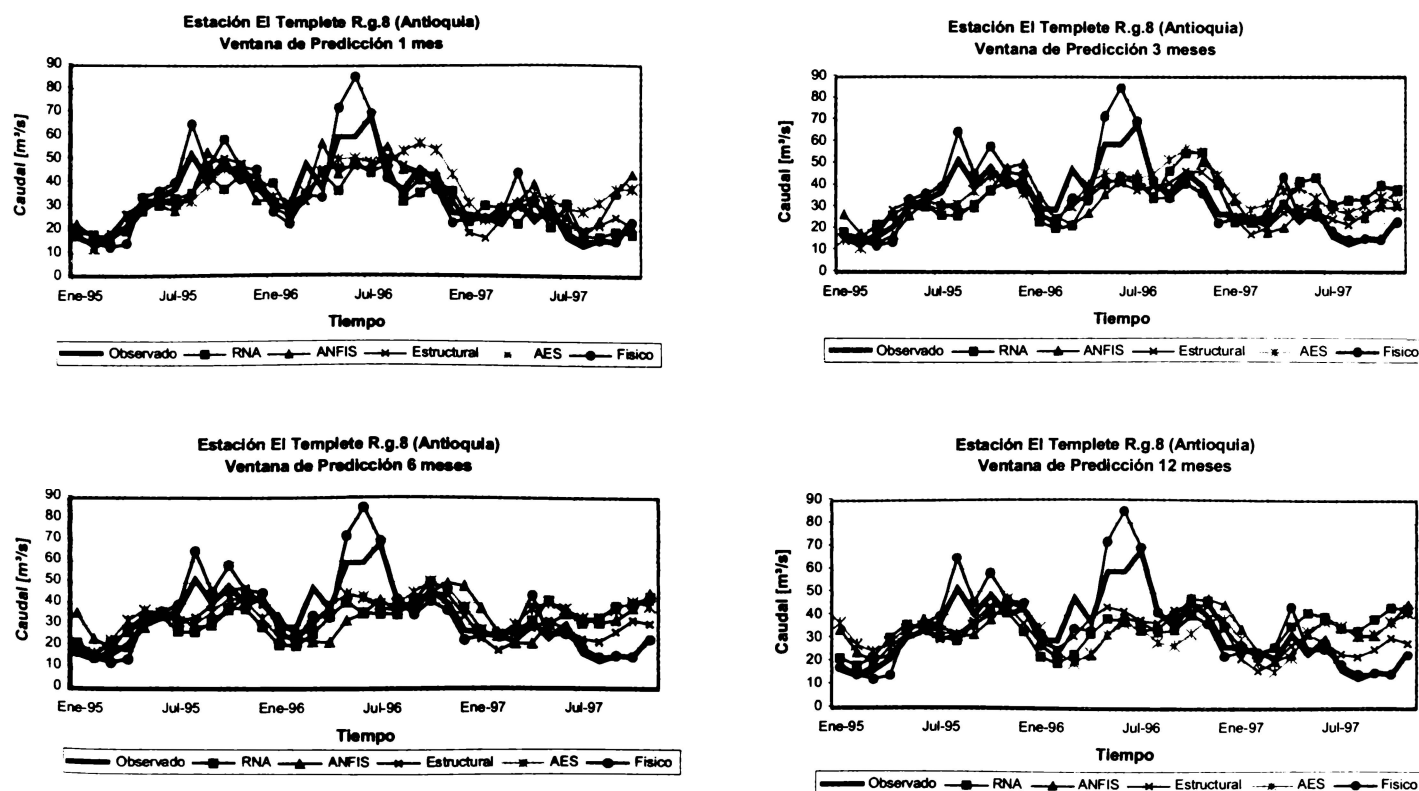 Estación El Templete R.g.8 (Antioquia)
Ventana de Predicción 1 mes
Caudal [m³/s]
90
80
70
60
50
40
30
20
10
0
Ene-95
Jul-95
Ene-96
Jul-96
Ene-97
Jul-97
Tiempo
Observado RNA ANFIS Estructural AES Fisico
Estación El Templete R.g.8 (Antioquia)
Ventana de Predicción 3 meses
Caudal [m³/s]
90
80
70
60
50
40
30
20
10
0
Ene-95
Jul-95
Ene-96
Jul-96
Ene-97
Jul-97
Tiempo
Observado RNA ANFIS Estructural AES Fisico
Estación El Templete R.g.8 (Antioquia)
Ventana de Predicción 6 meses
Caudal [m³/s]
90
80
70
60
50
40
30
20
10
0
Ene-95
Jul-95
Ene-96
Jul-96
Ene-97
Jul-97
Tiempo
Observado RNA ANFIS Estructural AES Fisico
Estación El Templete R.g.8 (Antioquia)
Ventana de Predicción 12 meses
Caudal [m³/s]
90
80
70
60
50
40
30
20
10
0
Ene-95
Jul-95
Ene-96
Jul-96
Ene-97
Jul-97
Tiempo
Observado RNA ANFIS Estructural AES Fisico